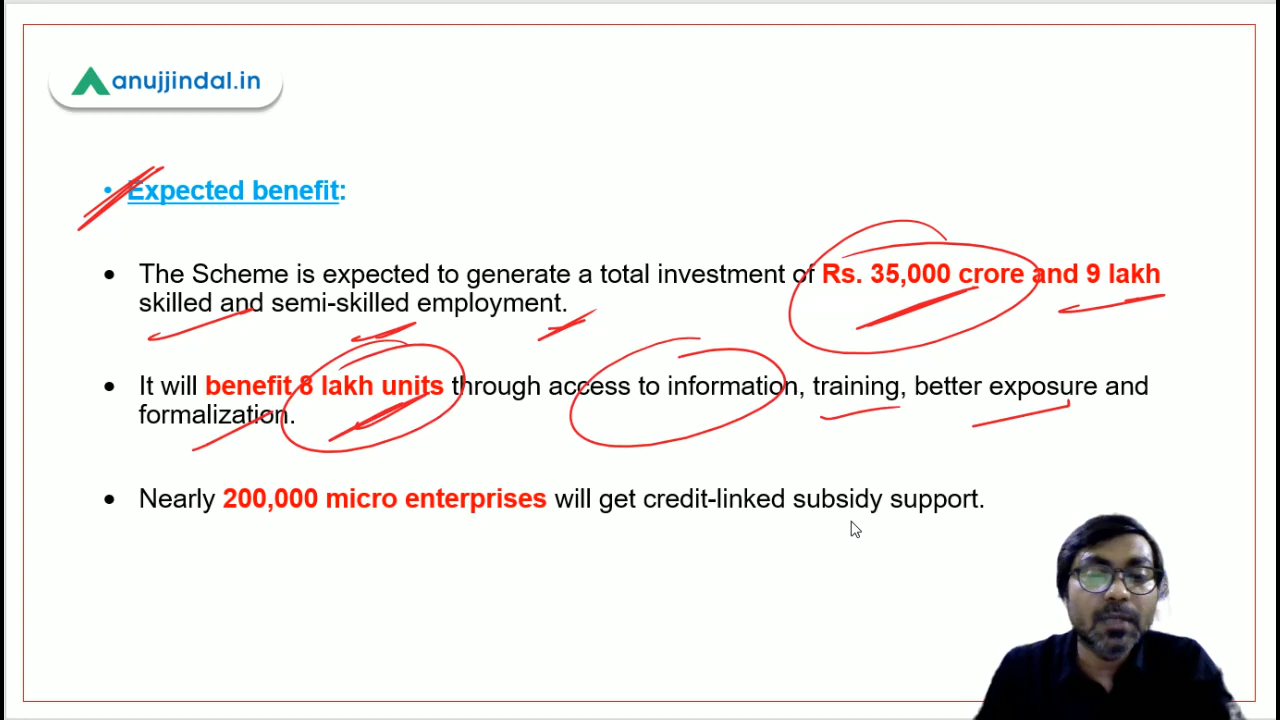 anujjindal.in
• Expected benefit:
• The Scheme is expected to generate a total investment of Rs. 35,000 crore and 9 lakh
skilled and semi-skilled employment.
• It will benefit 8 lakh units through access to information, training, better exposure and
formalization.
• Nearly 200,000 micro enterprises will get credit-linked subsidy support.